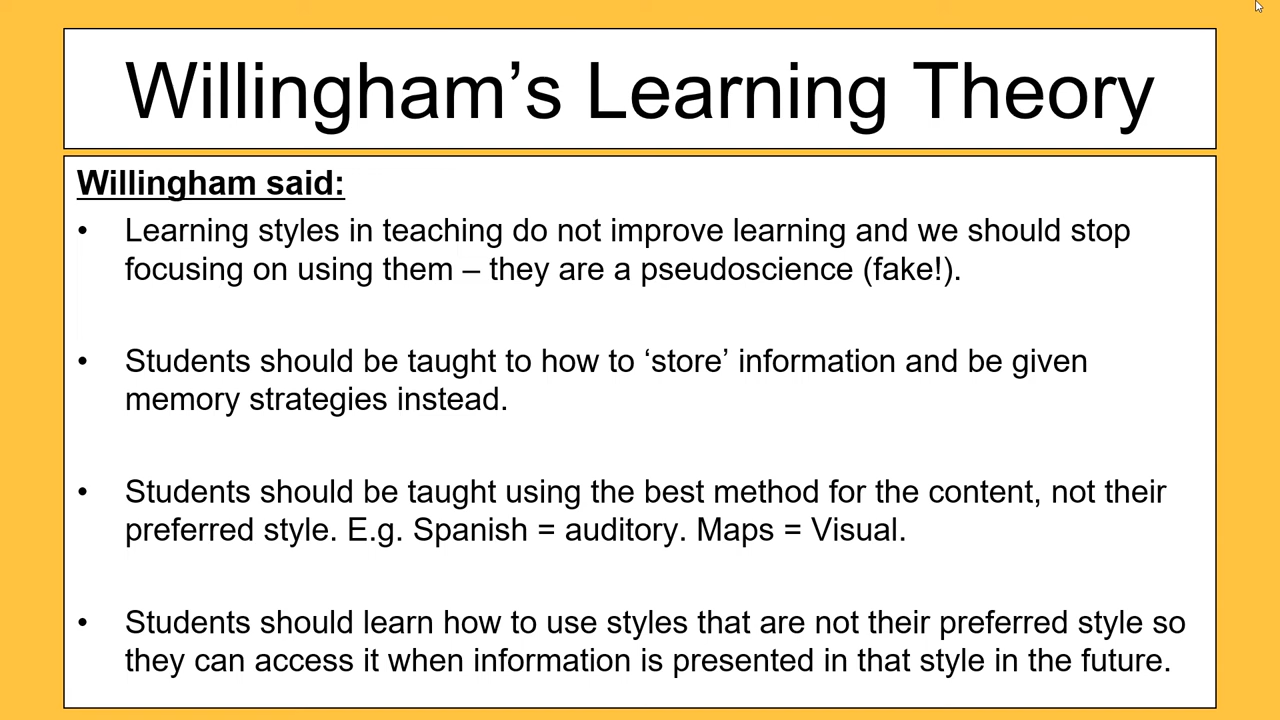 Willingham’s Learning Theory
Willingham said:
• Learning styles in teaching do not improve learning and we should stop
focusing on using them – they are a pseudoscience (fake!).
• Students should be taught to how to ‘store’ information and be given
memory strategies instead.
• Students should be taught using the best method for the content, not their
preferred style. E.g. Spanish = auditory. Maps = Visual.
• Students should learn how to use styles that are not their preferred style so
they can access it when information is presented in that style in the future.